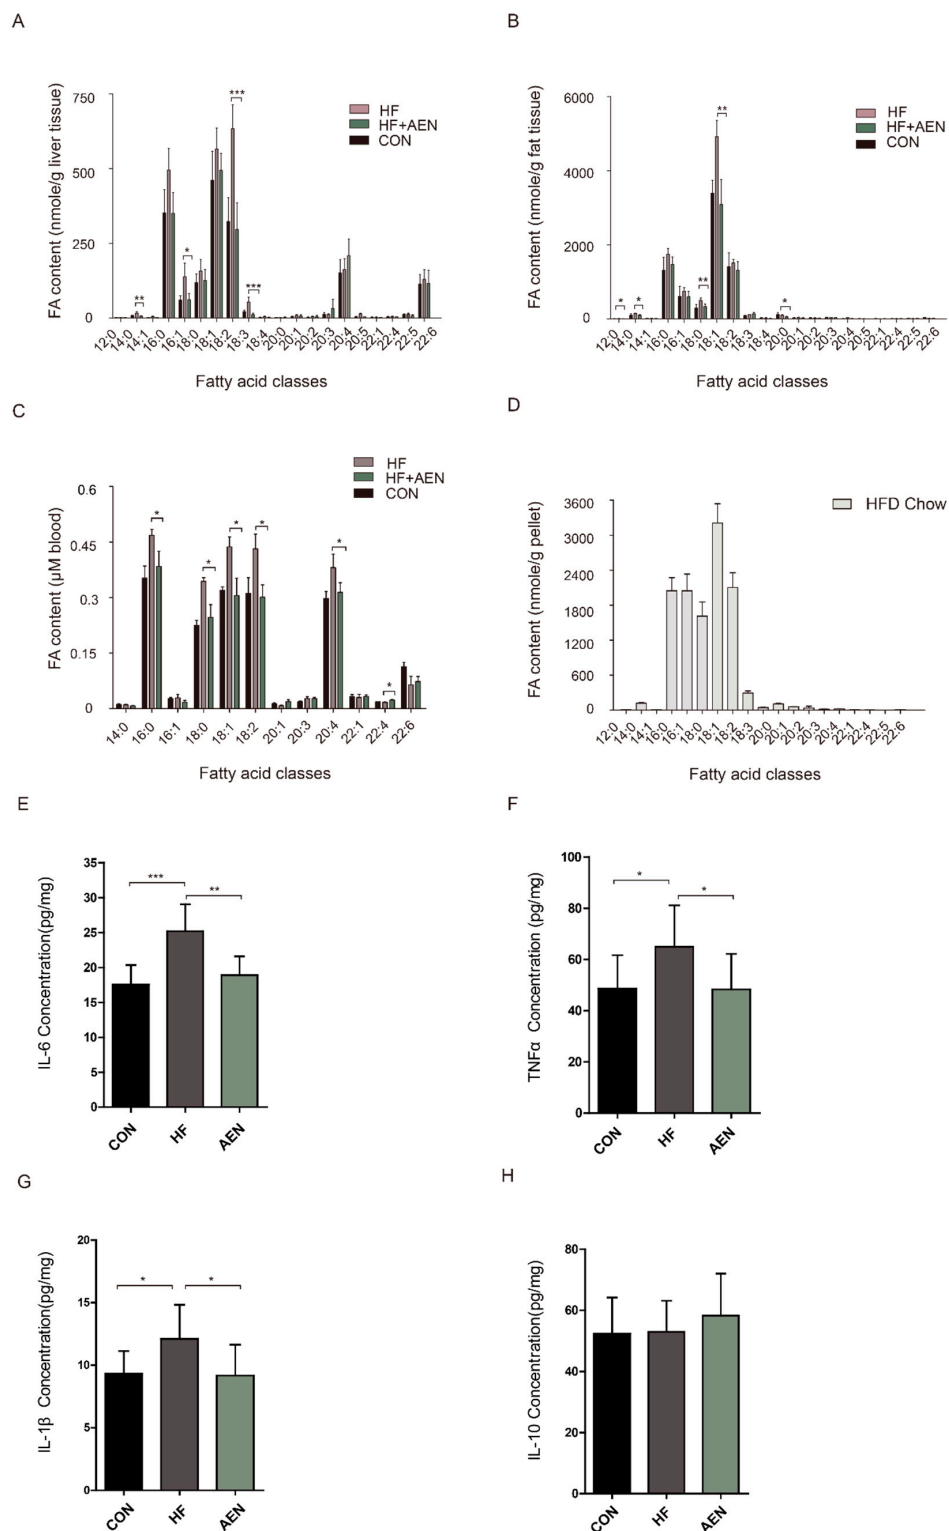 A
FA content (nmole/g liver tissue)
750
500
250
0
***
*
**
***
HF
HF+AEN
CON
12:0 14:0 14:1 16:0 16:1 18:0 18:1 18:2 18:3 18:4 20:0 20:1 20:2 20:3 20:4 20:5 22:1 22:4 22:5 22:6
Fatty acid classes
B
FA content (nmole/g fat tissue)
6000
4000
2000
0
**
**
*
*
*
HF
HF+AEN
CON
12:0 14:0 14:1 16:0 16:1 18:0 18:1 18:2 18:3 18:4 20:0 20:1 20:2 20:3 20:4 20:5 22:1 22:4 22:5 22:6
Fatty acid classes
C
FA content (µM blood)
0.6
0.45
0.3
0.15
0
*
*
*
*
*
*
HF
HF+AEN
CON
14:0 16:0 16:1 18:0 18:1 18:2 20:1 20:3 20:4 22:1 22:4 22:6
Fatty acid classes
D
FA content (nmole/g pellet)
3600
3000
2400
1800
1200
600
0
HFD Chow
12:0 14:0 14:1 16:0 16:1 18:0 18:1 18:2 18:3 20:0 20:1 20:2 20:3 20:4 22:1 22:4 22:5 22:6
Fatty acid classes
E
IL-6 Concentration(pg/mg)
35
30
25
20
15
10
5
0
***
**
CON HF AEN
F
TNFα Concentration (pg/mg)
100
80
60
40
20
0
*
*
CON HF AEN
G
IL-1β Concentration(pg/mg)
20
15
10
5
0
*
*
CON HF AEN
H
IL-10 Concentration(pg/mg)
80
60
40
20
0
CON HF AEN